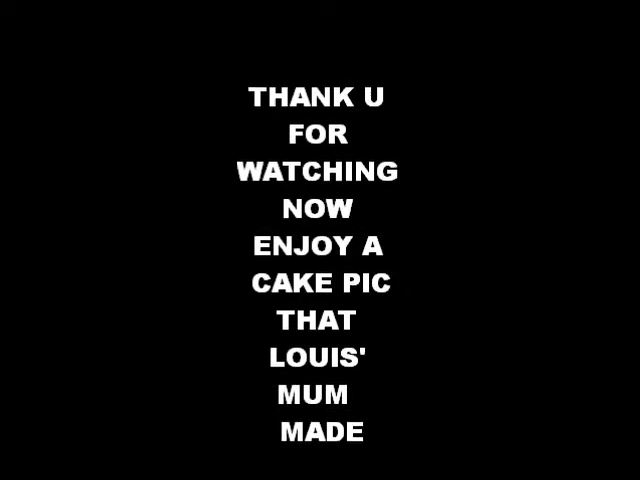 THANK U
FOR
WATCHING
NOW
ENJOY A
CAKE PIC
THAT
LOUIS'
MUM
MADE